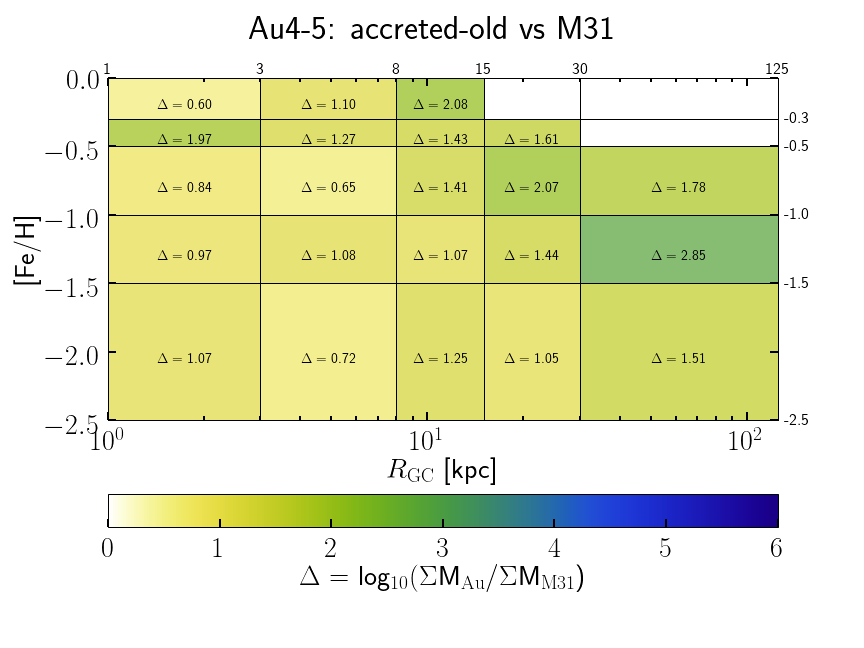 Au4-5: accreted-old vs M31
1 3 8 15 30 125
0.0
Δ = 0.60 Δ = 1.10 Δ = 2.08
-0.3
Δ = 1.97 Δ = 1.27 Δ = 1.43 Δ = 1.61
−0.5 -0.5
Δ = 0.84 Δ = 0.65 Δ = 1.41 Δ = 2.07 Δ = 1.78
−1.0 -1.0
[Fe/H]
Δ = 0.97 Δ = 1.08 Δ = 1.07 Δ = 1.44 Δ = 2.85
−1.5 -1.5
−2.0
Δ = 1.07 Δ = 0.72 Δ = 1.25 Δ = 1.05 Δ = 1.51
−2.5 -2.5
10⁰ 10¹ 10²
R_GC [kpc]
0 1 2 3 4 5 6
Δ = log₁₀(ΣM_Au/ΣM_M31)